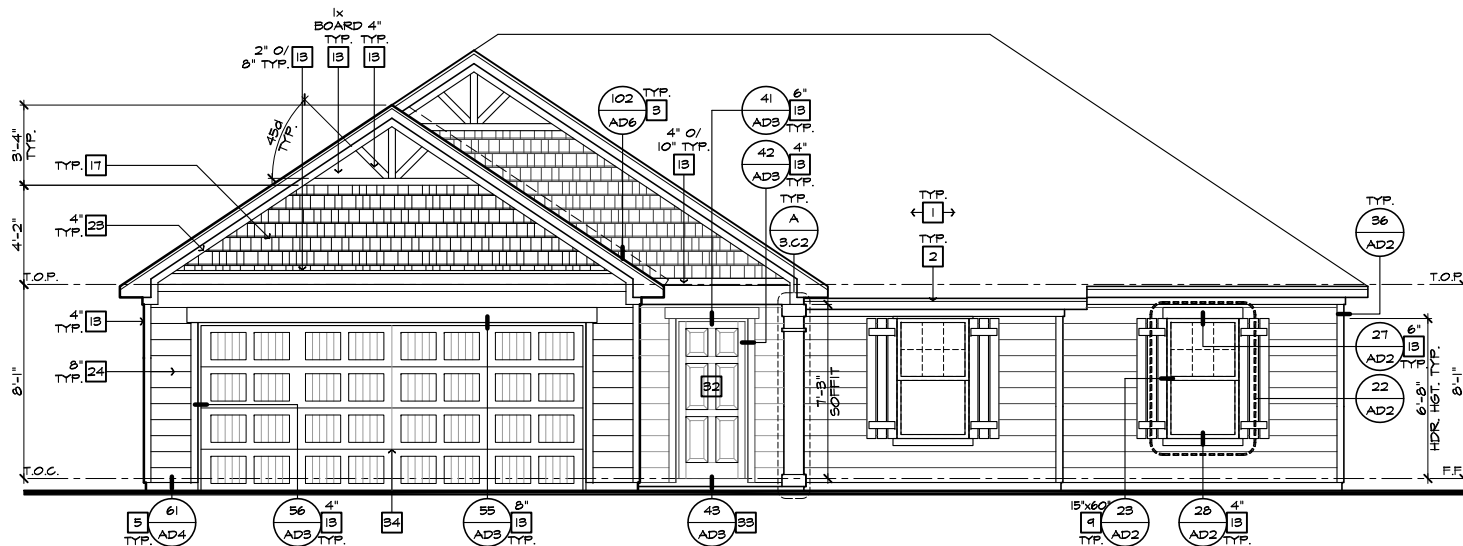 1x
BOARD 4"
TYP. TYP.
2" O/
8" TYP.
13
13
13
45d
TYP.
3'-4"
TYP.
TYP. 17
4"
TYP. 23
4'-2"
T.O.P.
4"
TYP. 13
8"
TYP. 24
8'-1"
T.O.C.
102
AD6
TYP.
3
4" O/
10" TYP.
13
41
AD3
6"
13
TYP.
42
AD3
4"
13
TYP.
TYP.
A
3.C2
TYP.
1
TYP.
2
TYP.
36
AD2
T.O.P.
27
AD2
6"
13
TYP.
22
AD2
6'-8"
HDR. HGT. TYP.
8'-1"
F.F.
32
7'-3"
SOFFIT
5
TYP.
61
AD4
56
AD3
4"
13
TYP.
34
55
AD3
8"
13
TYP.
43
AD3
33
15"x60"
9
TYP.
23
AD2
28
AD2
4"
13
TYP.